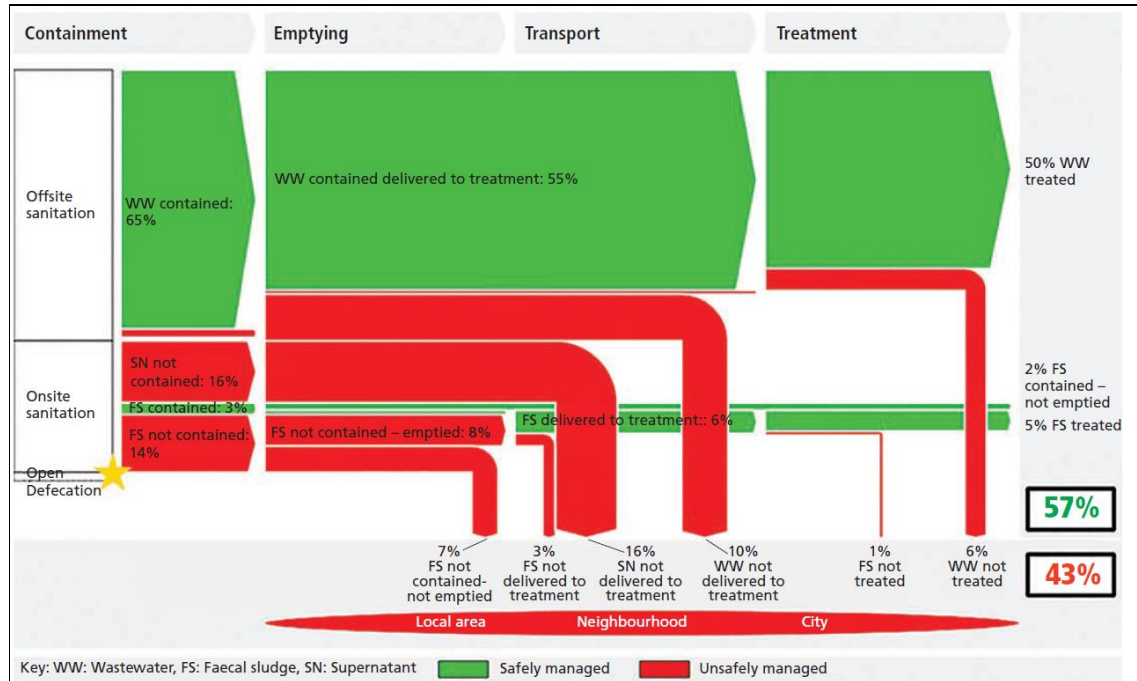 Containment
Emptying
Transport
Treatment
Offsite
sanitation
WW contained:
65%
WW contained delivered to treatment: 55%
50% WW
treated
Onsite
sanitation
SN not
contained: 16%
FS contained: 3%
FS not contained:
14%
FS not contained – emptied: 8%
FS delivered to treatment:: 6%
2% FS
contained –
not emptied
5% FS treated
Open
Defecation
57%
7%
FS not
contained-
not emptied
3%
FS not
delivered to
treatment
16%
SN not
delivered to
treatment
10%
WW not
delivered to
treatment
1%
FS not
treated
6%
WW not
treated
43%
Local area
Neighbourhood
City
Key: WW: Wastewater, FS: Faecal sludge, SN: Supernatant
Safely managed
Unsafely managed